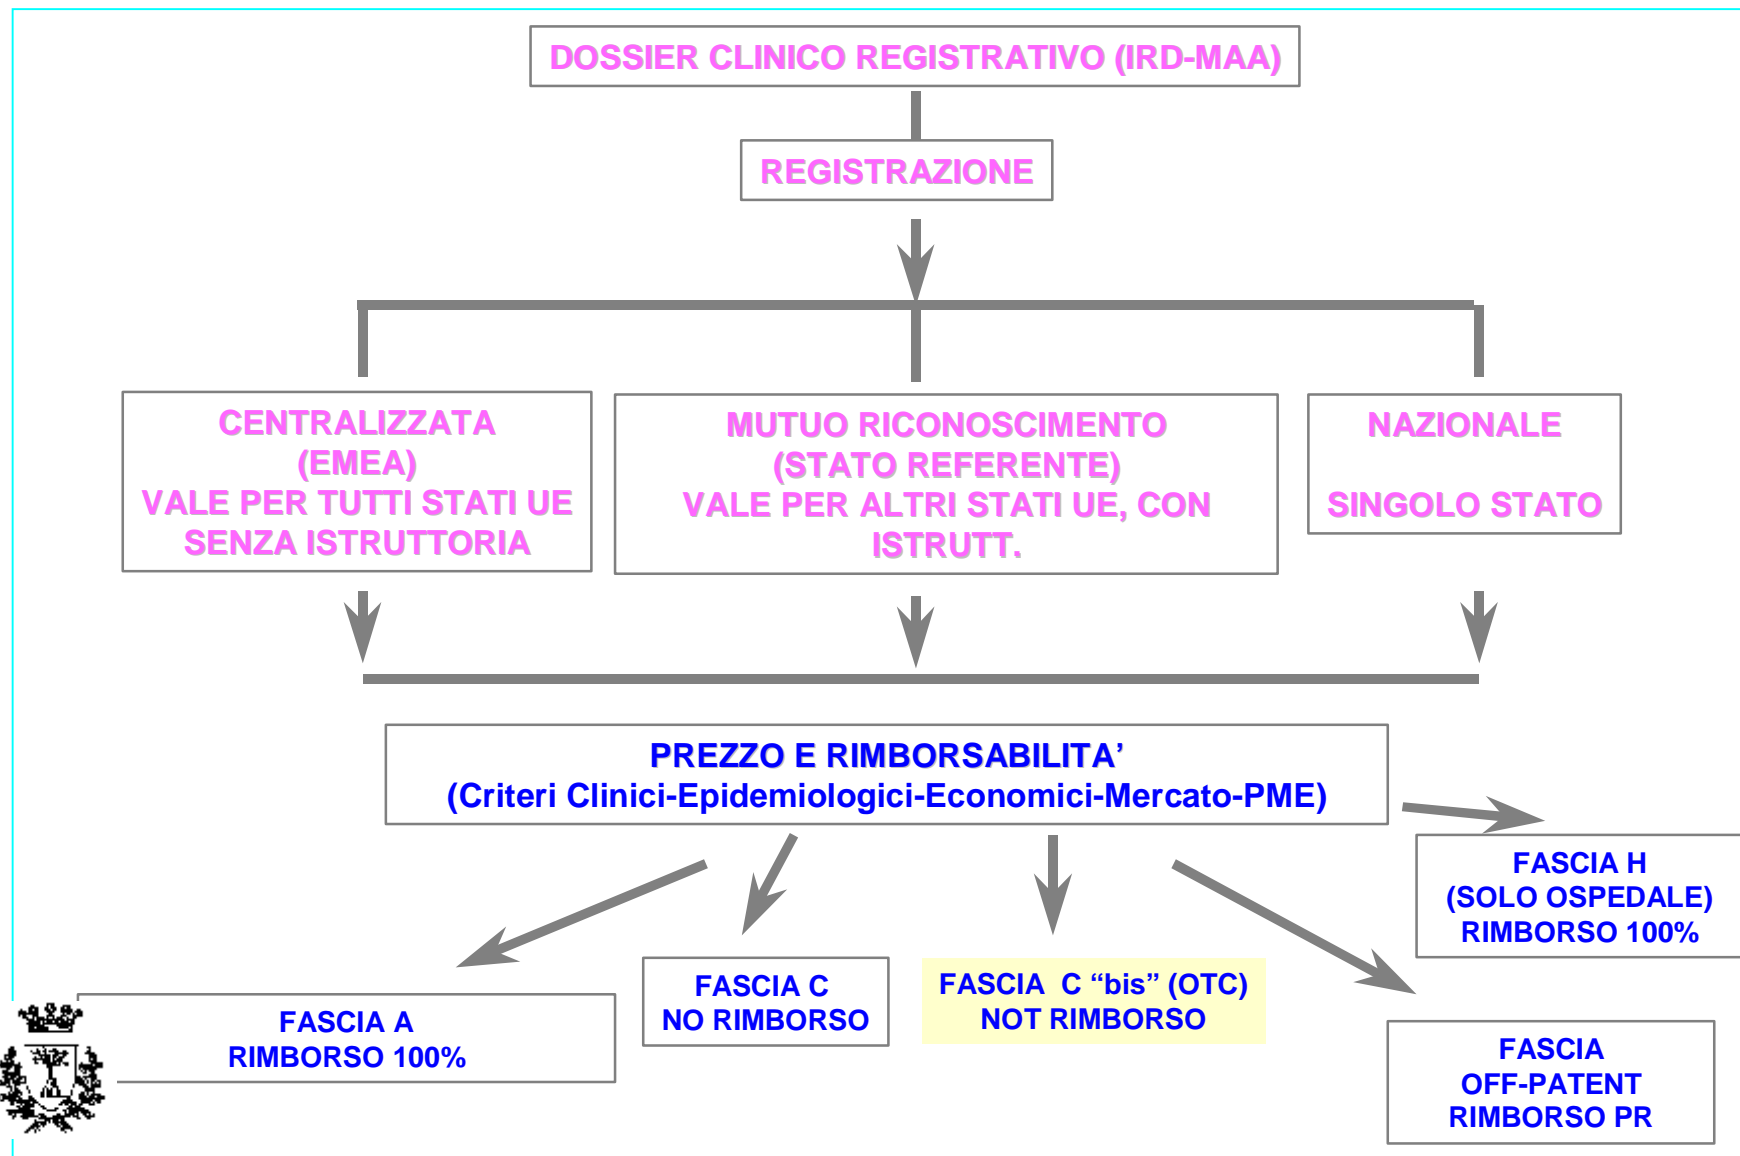 DOSSIER CLINICO REGISTRATIVO (IRD-MAA)
REGISTRAZIONE
CENTRALIZZATA
(EMEA)
VALE PER TUTTI STATI UE
SENZA ISTRUTTORIA
MUTUO RICONOSCIMENTO
(STATO REFERENTE)
VALE PER ALTRI STATI UE, CON
ISTRUTT.
NAZIONALE
SINGOLO STATO
PREZZO E RIMBORSABILITA’
(Criteri Clinici-Epidemiologici-Economici-Mercato-PME)
FASCIA H
(SOLO OSPEDALE)
RIMBORSO 100%
FASCIA A
RIMBORSO 100%
FASCIA C
NO RIMBORSO
FASCIA C “bis” (OTC)
NOT RIMBORSO
FASCIA
OFF-PATENT
RIMBORSO PR